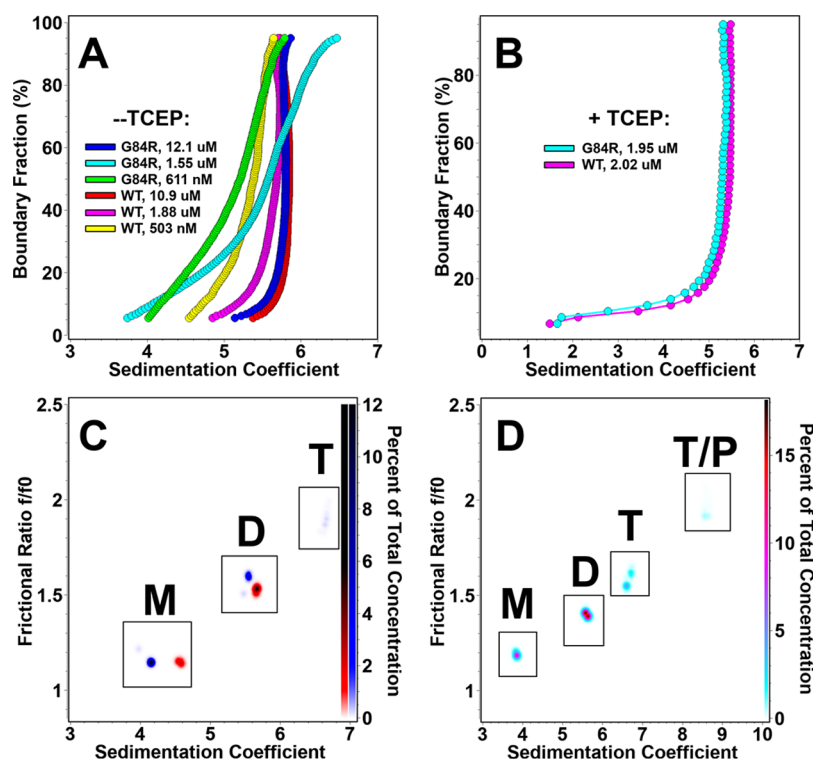 A
--TCEP:
G84R, 12.1 uM
G84R, 1.55 uM
G84R, 611 nM
WT, 10.9 uM
WT, 1.88 uM
WT, 503 nM
Boundary Fraction (%)
100
80
60
40
20
0
3 4 5 6 7
Sedimentation Coefficient
B
+ TCEP:
G84R, 1.95 uM
WT, 2.02 uM
Boundary Fraction (%)
80
60
40
20
0 1 2 3 4 5 6 7
Sedimentation Coefficient
C
M
D
T
Frictional Ratio f/f0
2.5
2
1.5
1
3 4 5 6 7
Sedimentation Coefficient
12
10
8
6
4
2
0
Percent of Total Concentration
D
M
D
T
T/P
Frictional Ratio f/f0
2.5
2
1.5
1
3 4 5 6 7 8 9 10
Sedimentation Coefficient
15
10
5
0
Percent of Total Concentration